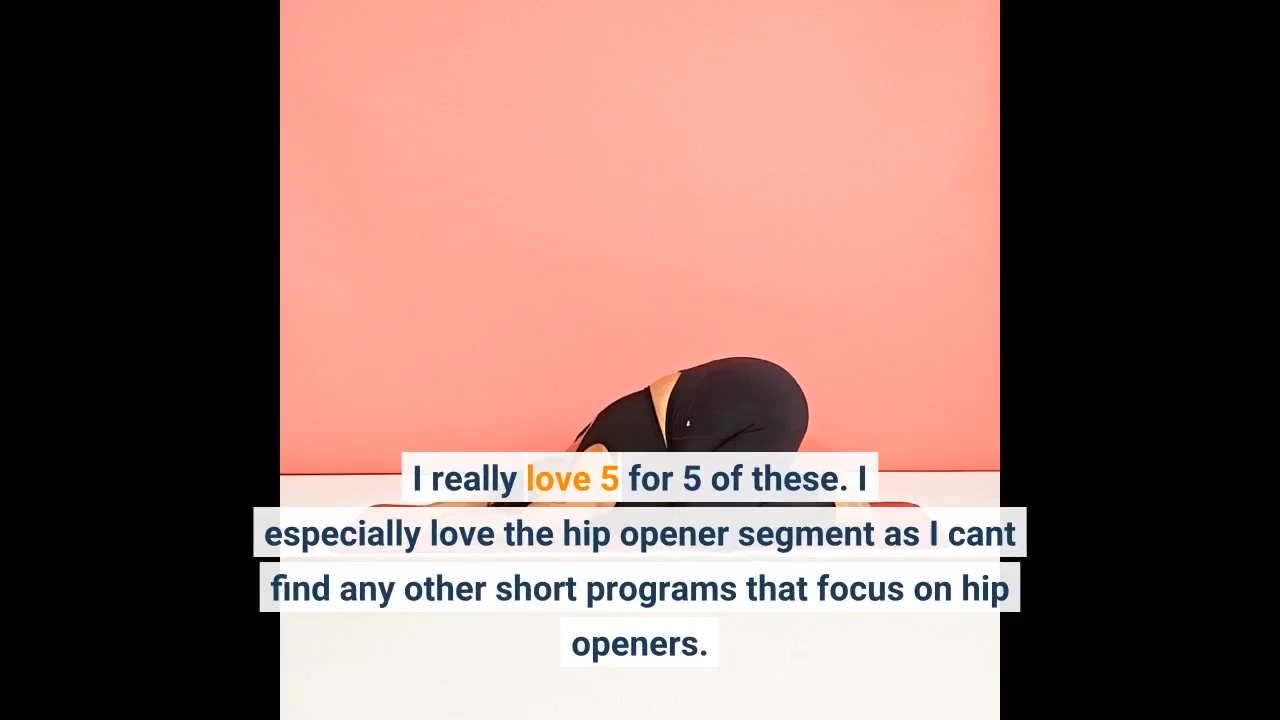 I really love 5 for 5 of these. I
especially love the hip opener segment as I cant
find any other short programs that focus on hip
openers.